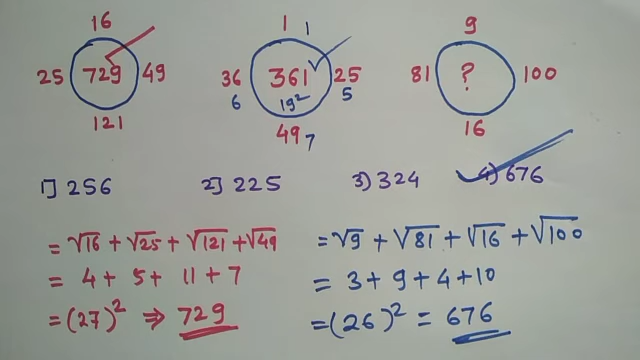 16 1 1 9
25 729 49 36 361 25 81 ? 100
6 19² 5
121 49 7 16
1] 256 2] 225 3) 324 4) 676
= √16 + √25 + √121 + √49 = √9 + √81 + √16 + √100
= 4 + 5 + 11 + 7 = 3 + 9 + 4 + 10
= (27)² ⇒ 729 = (26)² = 676